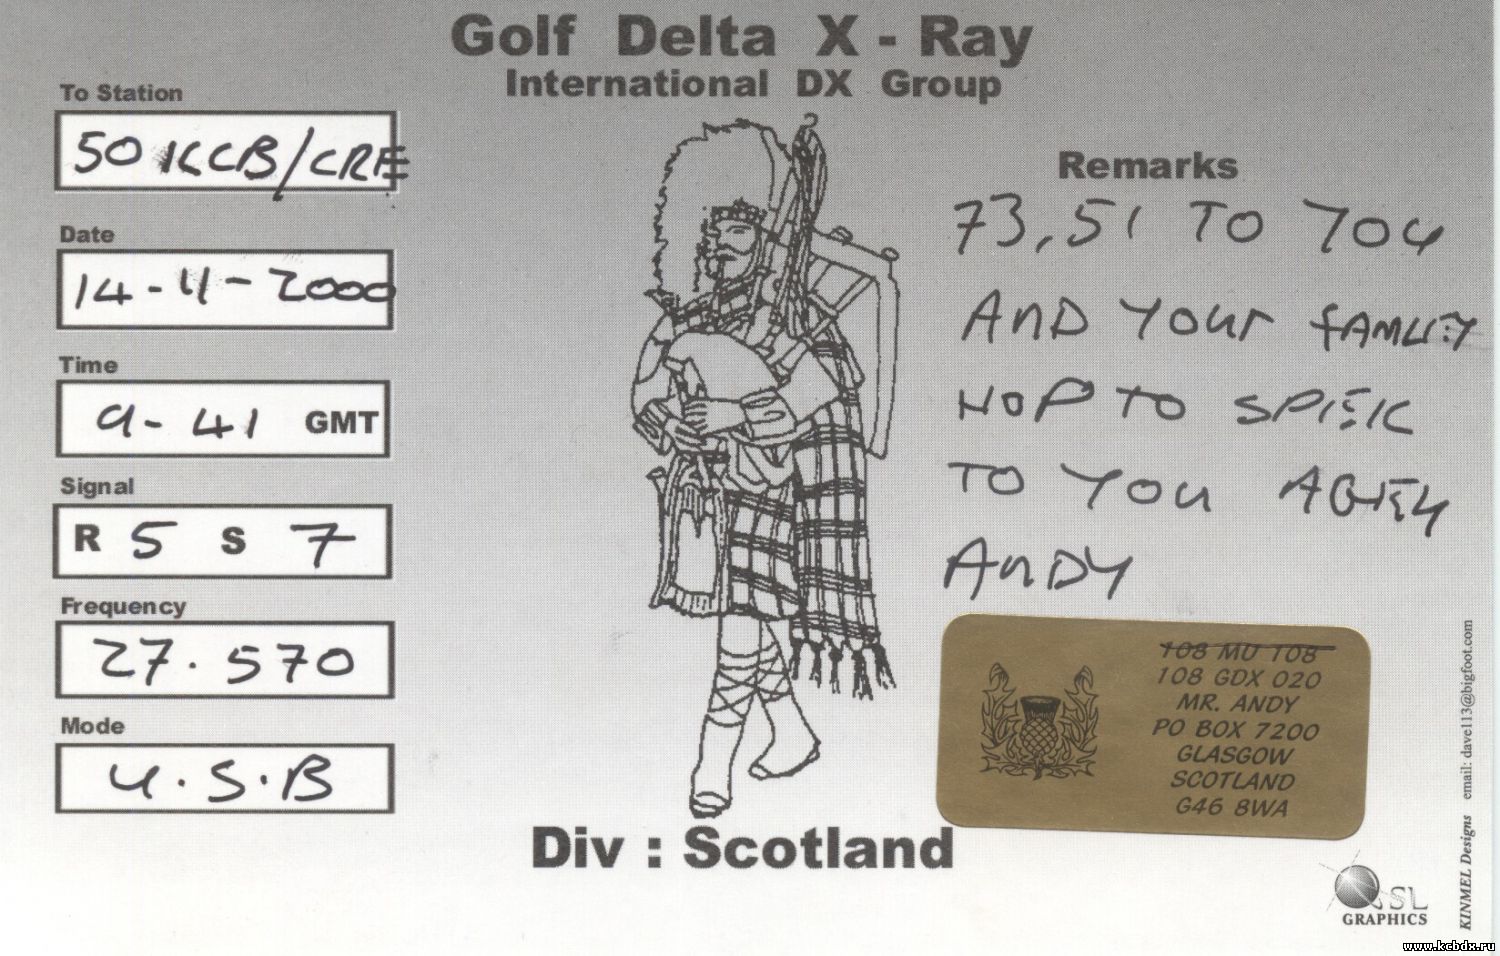 Golf Delta X - Ray
International DX Group
To Station
50 KCB/CRE
Date
14-11-2000
Time
9-41 GMT
Signal
R 5 S 7
Frequency
27.570
Mode
U.S.B
Remarks
73,51 TO YOU
AND YOUr fAMLIEY
HOP TO SPIEK
TO YOU AGIEN
ANDY
108 MU 108
108 GDX 020
MR. ANDY
PO BOX 7200
GLASGOW
SCOTLAND
G46 8WA
Div : Scotland
QSL
GRAPHICS
KINMEL Designs email: dave113@bigfoot.com
www.kcbdx.ru